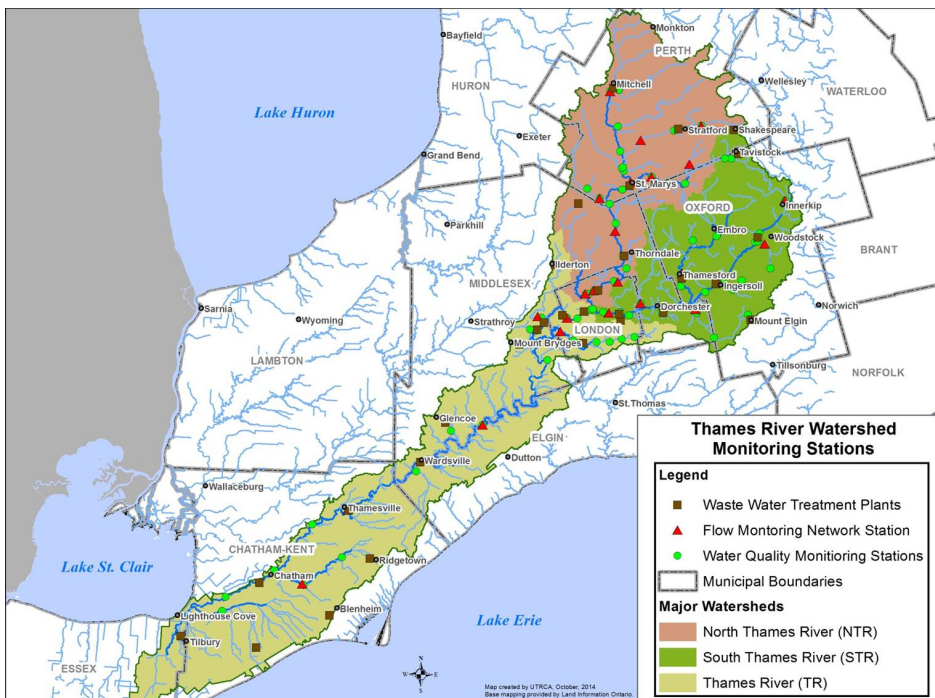 Monkton
Bayfield
PERTH
Mitchell
Wellesley
HURON
WATERLOO
Lake Huron
Exeter
Stratford
Shakespeare
Tavistock
Grand Bend
St. Marys
OXFORD
Innerkip
Parkhill
Embro
Woodstock
BRANT
Thorndale
Ilderton
Thamesford
Ingersoll
MIDDLESEX
Norwich
Sarnia
Wyoming
Strathroy
Dorchester
Mount Elgin
LONDON
Mount Brydges
LAMBTON
Tillsonburg
NORFOLK
St.Thomas
Glencoe
ELGIN
Dutton
Wardsville
Wallaceburg
Thamesville
CHATHAM-KENT
Ridgetown
Lake St. Clair
Chatham
Blenheim
Lighthouse Cove
Lake Erie
Tilbury
ESSEX
Thames River Watershed
Monitoring Stations
Legend
Waste Water Treatment Plants
Flow Montoring Network Station
Water Quality Monitioring Stations
Municipal Boundaries
Major Watersheds
North Thames River (NTR)
South Thames River (STR)
Thames River (TR)
N
W E
S
Map created by UTRCA, October, 2014
Base mapping provided by Land Information Ontario.